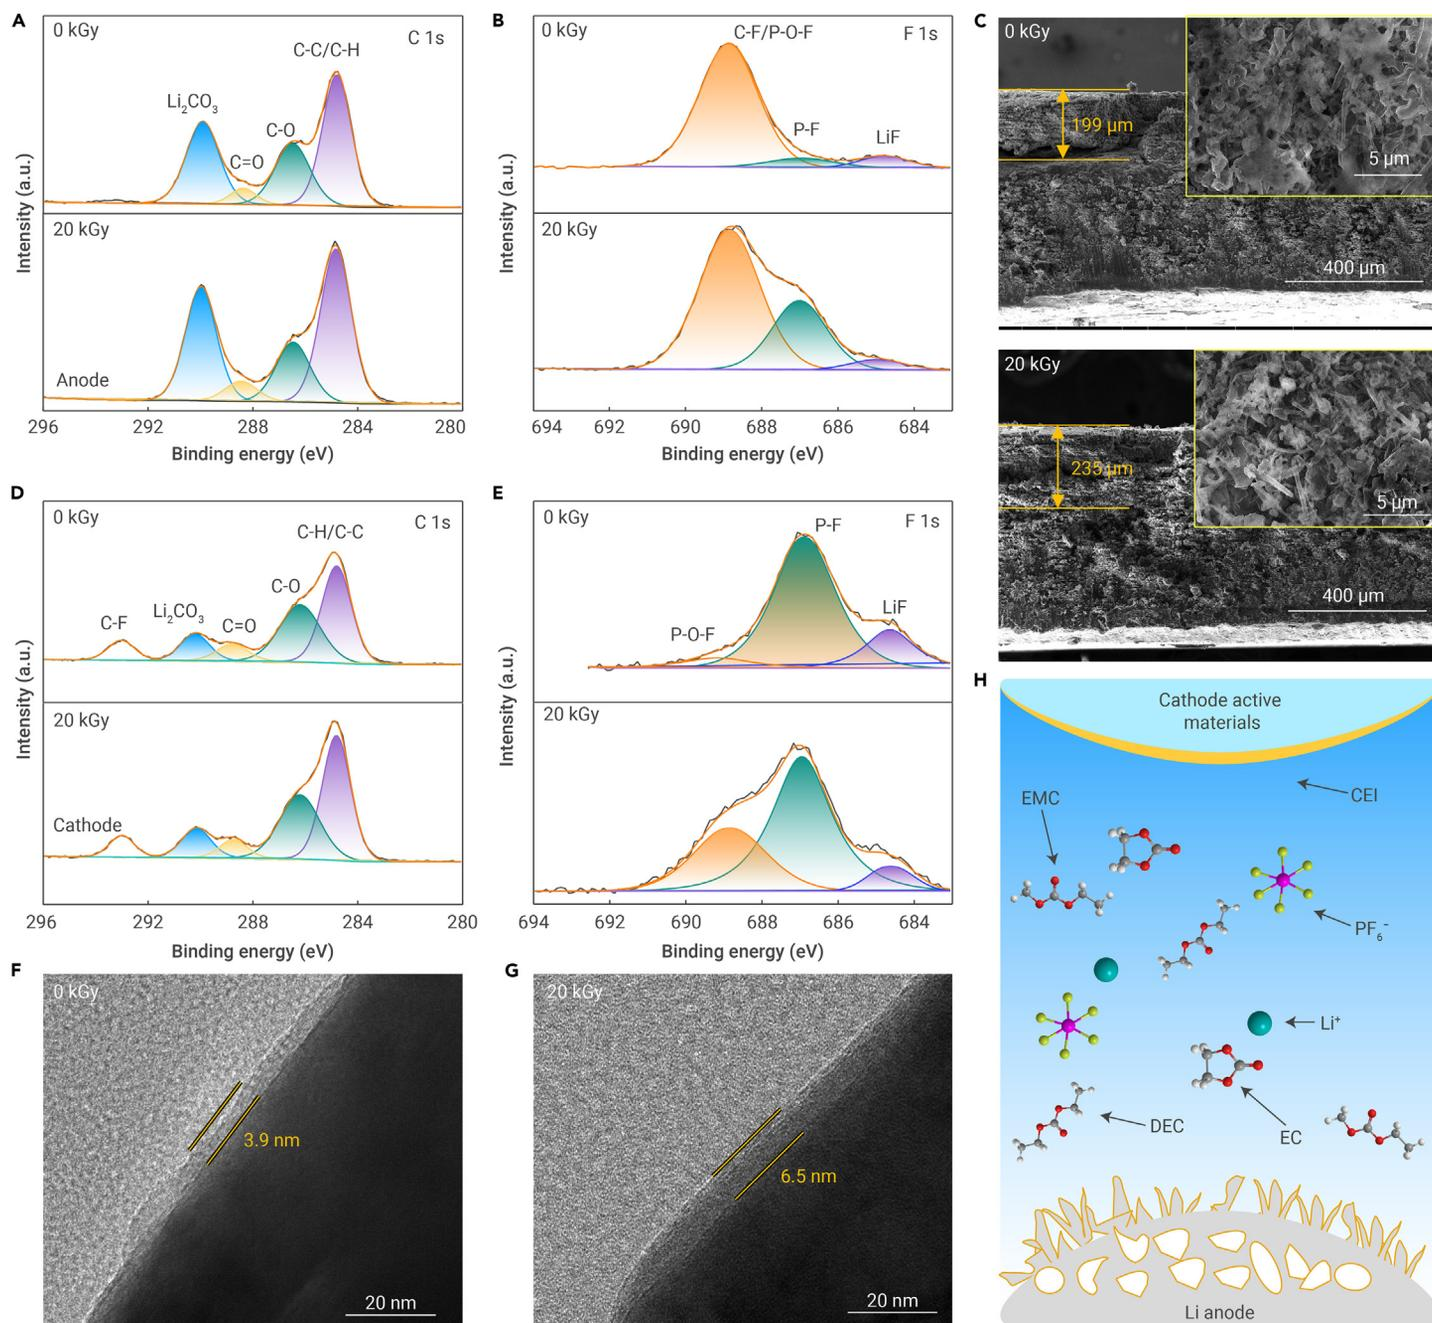 A
0 kGy
C 1s
C-C/C-H
Li2CO3
C-O
C=O
20 kGy
Anode
Intensity (a.u.)
296 292 288 284 280
Binding energy (eV)
B
0 kGy
C-F/P-O-F
F 1s
P-F
LiF
20 kGy
Intensity (a.u.)
694 692 690 688 686 684
Binding energy (eV)
C
0 kGy
199 µm
5 µm
400 µm
20 kGy
235 µm
5 µm
400 µm
D
0 kGy
C 1s
C-H/C-C
C-O
Li2CO3
C-F
C=O
20 kGy
Cathode
Intensity (a.u.)
296 292 288 284 280
Binding energy (eV)
E
0 kGy
P-F
F 1s
LiF
P-O-F
20 kGy
Intensity (a.u.)
694 692 690 688 686 684
Binding energy (eV)
F
0 kGy
3.9 nm
20 nm
G
20 kGy
6.5 nm
20 nm
H
Cathode active
materials
CEI
EMC
PF6-
Li+
DEC
EC
Li anode